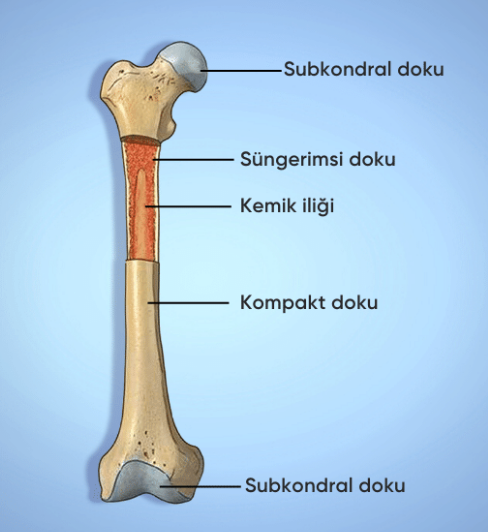 Subkondral doku
Süngerimsi doku
Kemik iliği
Kompakt doku
Subkondral doku